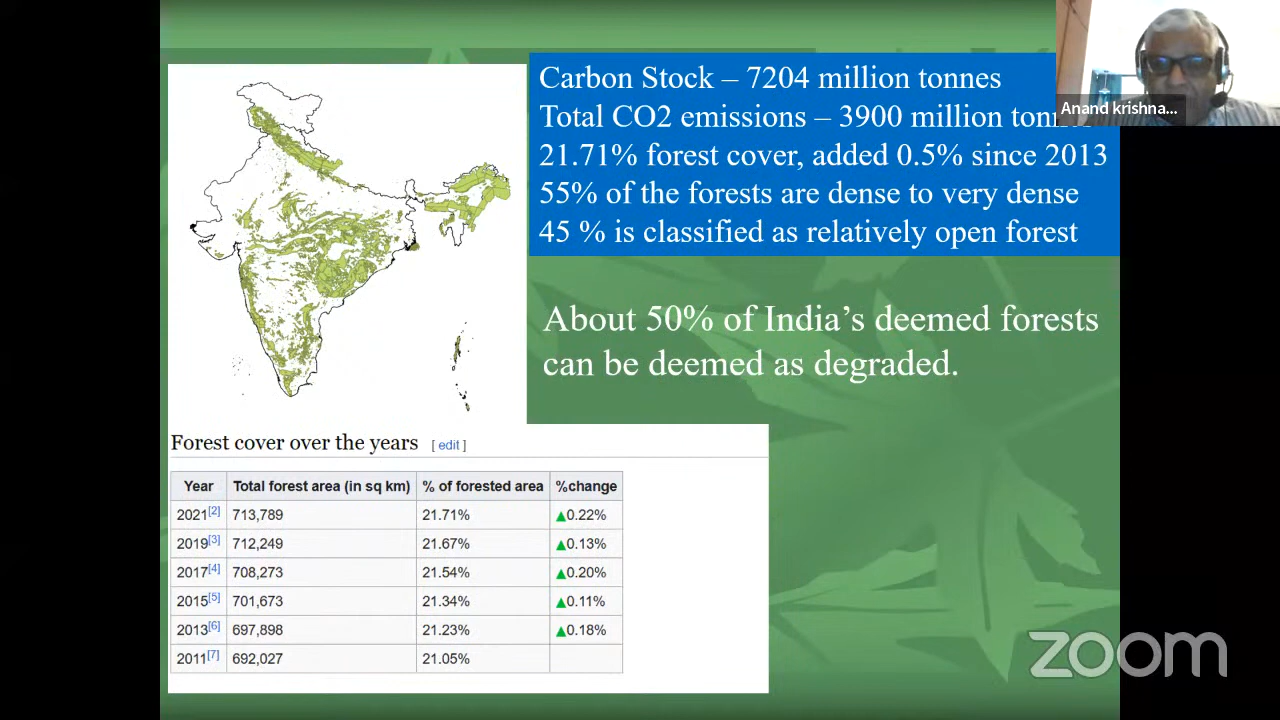 Carbon Stock – 7204 million tonnes
Total CO2 emissions – 3900 million
21.71% forest cover, added 0.5% since 2013
55% of the forests are dense to very dense
45 % is classified as relatively open forest
Anand krishna...
About 50% of India’s deemed forests
can be deemed as degraded.
Forest cover over the years [ edit ]
Year Total forest area (in sq km) % of forested area %change
2021[2] 713,789 21.71% ▲0.22%
2019[3] 712,249 21.67% ▲0.13%
2017[4] 708,273 21.54% ▲0.20%
2015[5] 701,673 21.34% ▲0.11%
2013[6] 697,898 21.23% ▲0.18%
2011[7] 692,027 21.05%
zoom